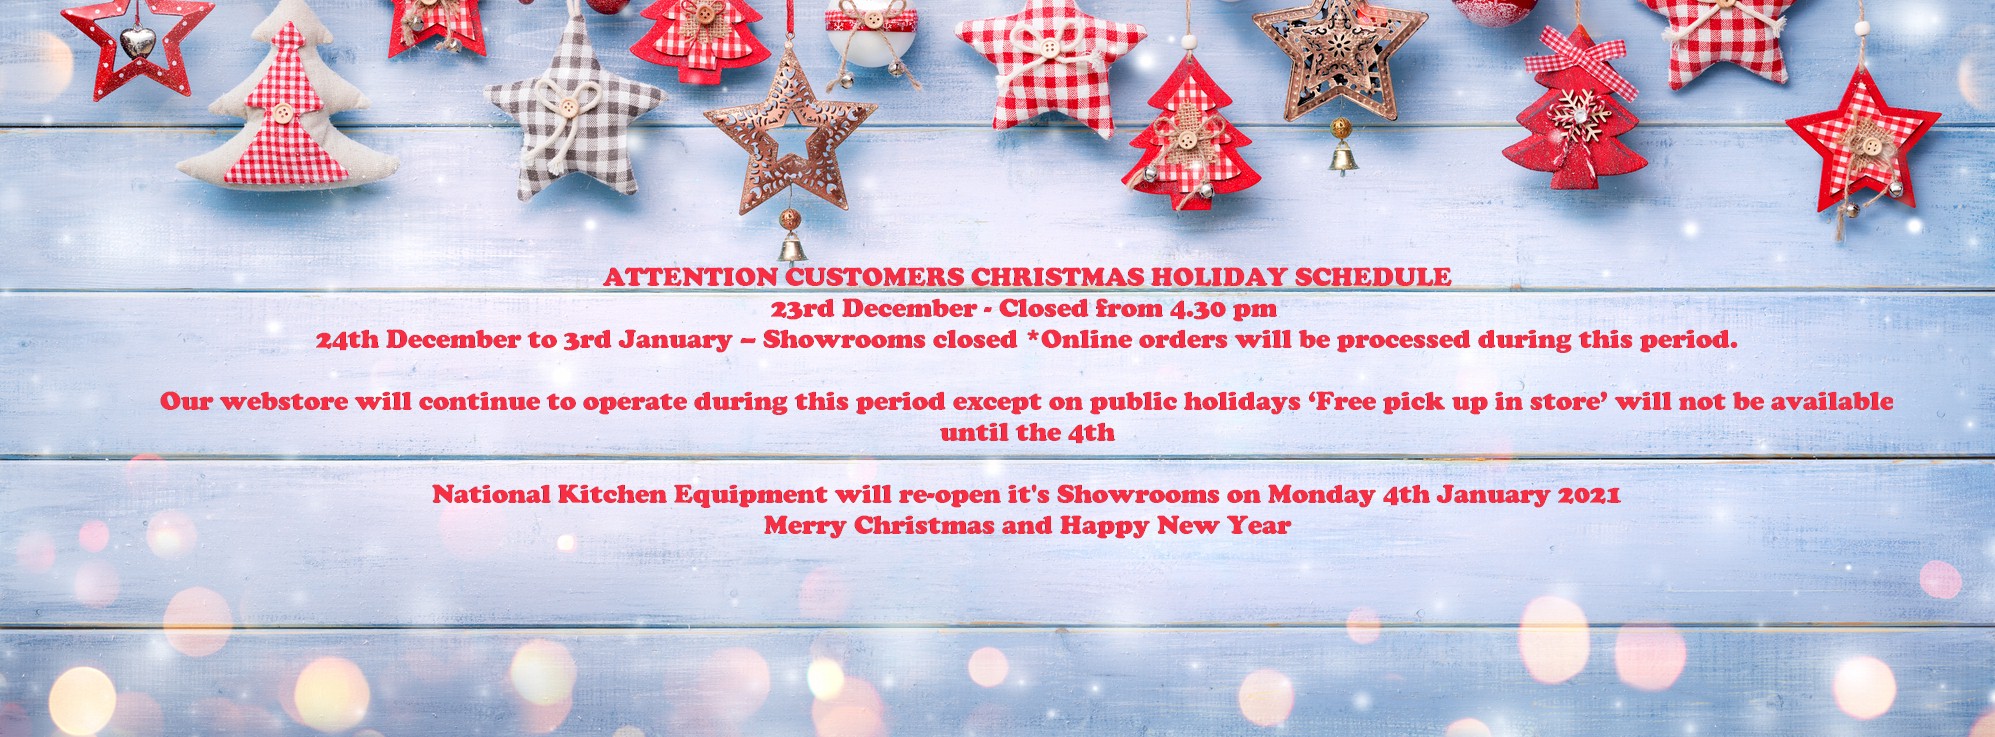 ATTENTION CUSTOMERS CHRISTMAS HOLIDAY SCHEDULE
23rd December - Closed from 4.30 pm
24th December to 3rd January – Showrooms closed *Online orders will be processed during this period.
Our webstore will continue to operate during this period except on public holidays ‘Free pick up in store’ will not be available
until the 4th
National Kitchen Equipment will re-open it's Showrooms on Monday 4th January 2021
Merry Christmas and Happy New Year